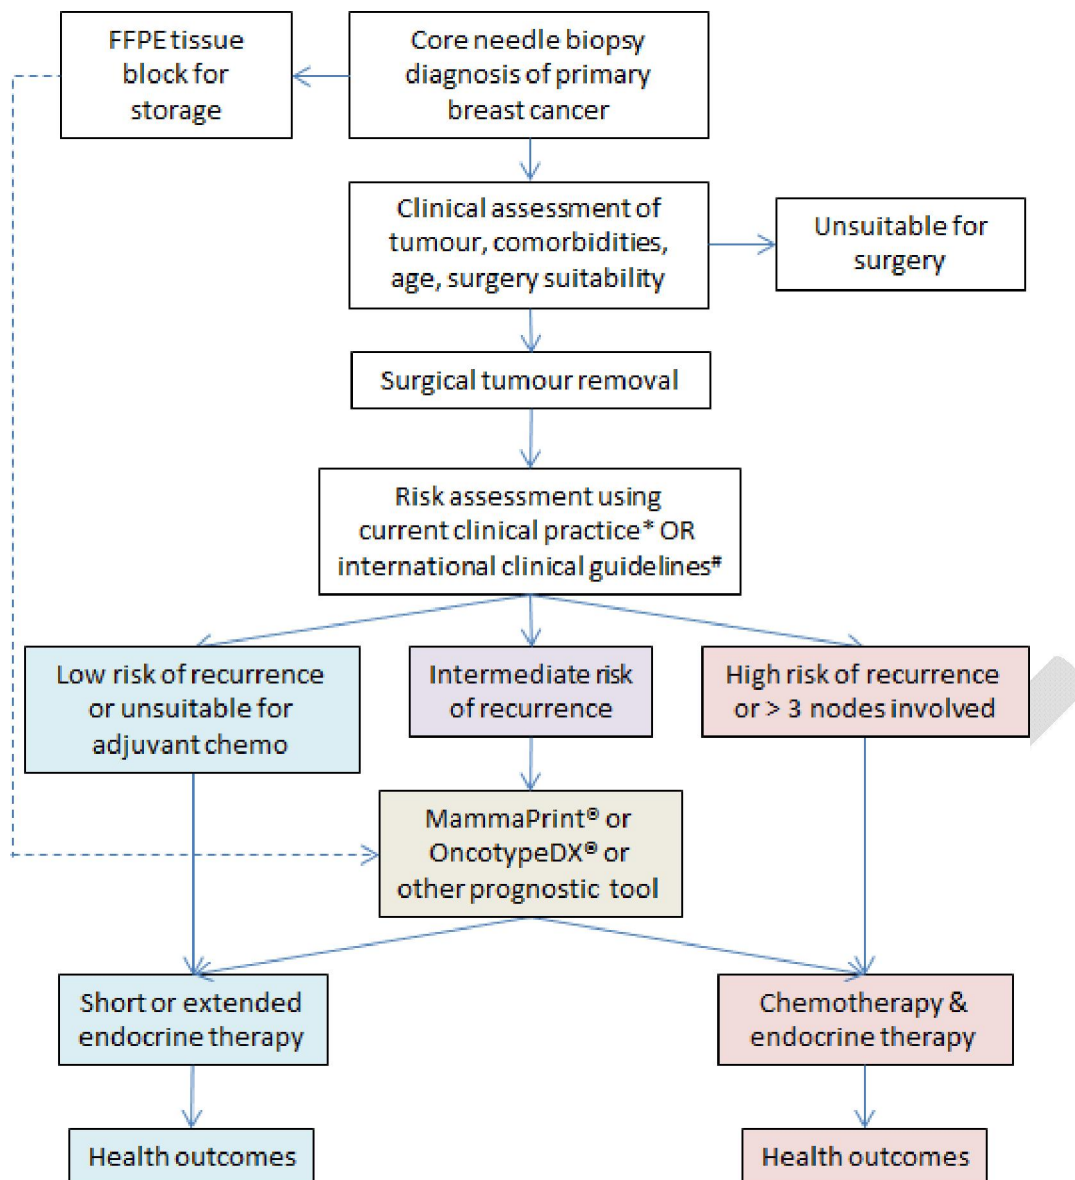 FFPE tissue
block for
storage
Core needle biopsy
diagnosis of primary
breast cancer
Clinical assessment of
tumour, comorbidities,
age, surgery suitability
Unsuitable for
surgery
Surgical tumour removal
Risk assessment using
current clinical practice* OR
international clinical guidelines#
Low risk of recurrence
or unsuitable for
adjuvant chemo
Intermediate risk
of recurrence
High risk of recurrence
or > 3 nodes involved
MammaPrint® or
OncotypeDX® or
other prognostic tool
Short or extended
endocrine therapy
Chemotherapy &
endocrine therapy
Health outcomes
Health outcomes